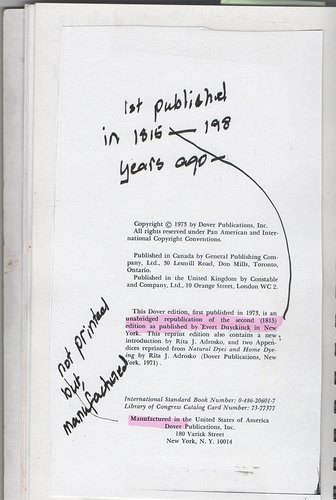 1st published
in 1815 — 198
years ago —
Copyright © 1973 by Dover Publications, Inc.
All rights reserved under Pan American and Inter-
national Copyright Conventions.
Published in Canada by General Publishing Com-
pany, Ltd., 30 Lesmill Road, Don Mills, Toronto,
Ontario.
Published in the United Kingdom by Constable
and Company, Ltd., 10 Orange Street, London WC 2.
This Dover edition, first published in 1973, is an
unabridged republication of the second (1815)
edition as published by Evert Duyckinck in New
York. This reprint edition also contains a new
introduction by Rita J. Adrosko, and two Appen-
dices reprinted from Natural Dyes and Home Dye-
ing by Rita J. Adrosko (Dover Publications, New
York, 1971).
not printed
but
manufactured
International Standard Book Number: 0-486-20601-7
Library of Congress Catalog Card Number: 73-77377
Manufactured in the United States of America
Dover Publications, Inc.
180 Varick Street
New York, N. Y. 10014